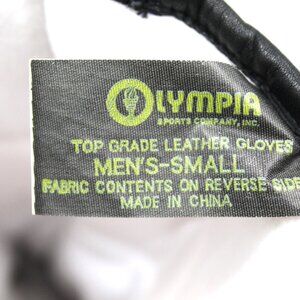 OLYMPIA
SPORTS COMPANY, INC.
TOP GRADE LEATHER GLOVES
MEN'S-SMALL
FABRIC CONTENTS ON REVERSE SIDE
MADE IN CHINA